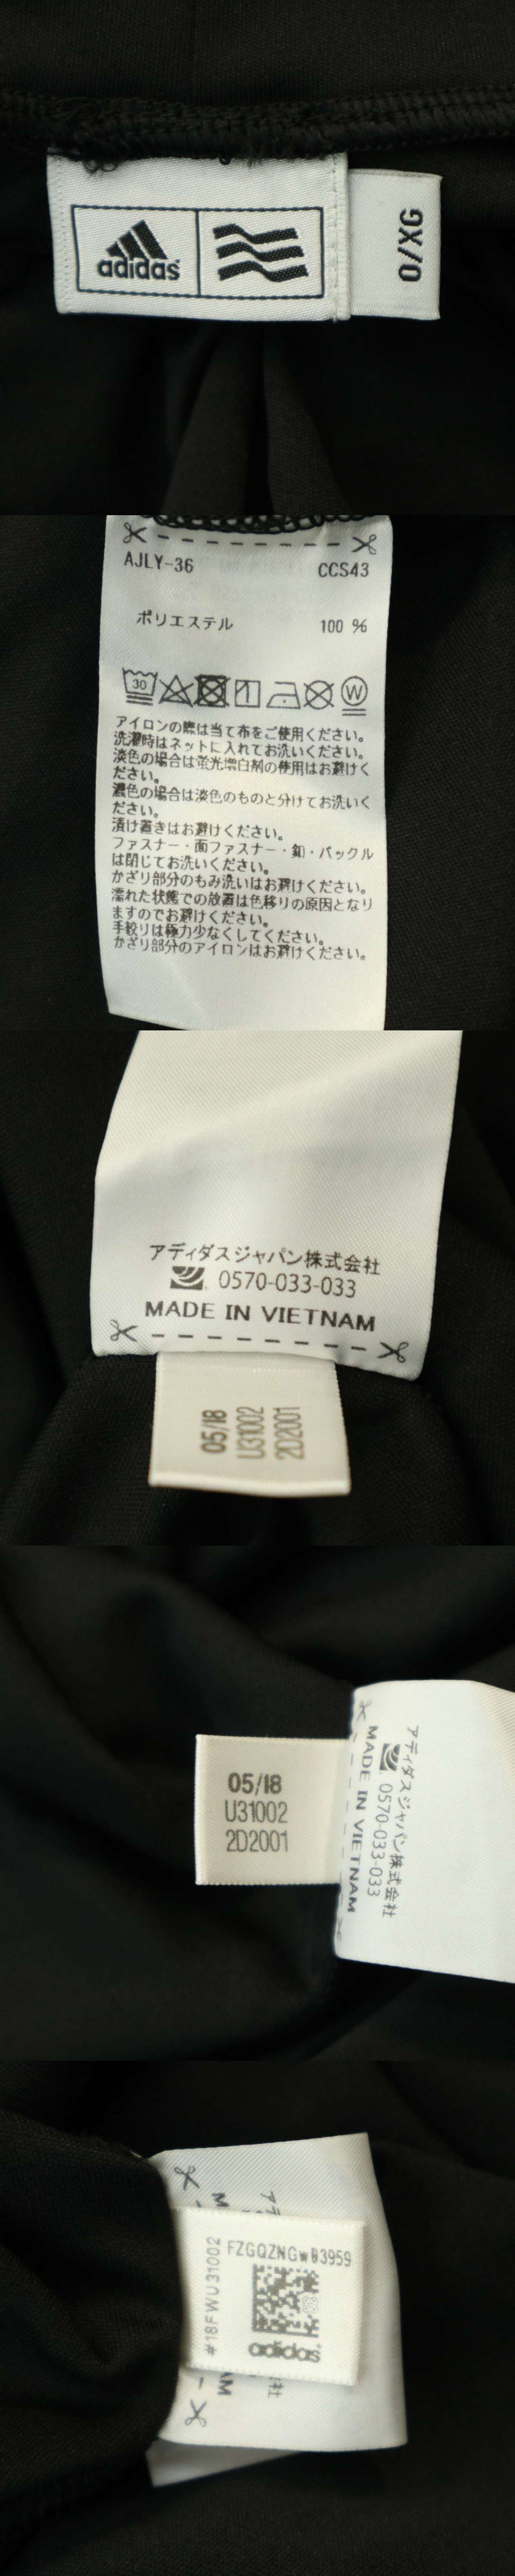 adidas
O/XG
AJLY-36 CCS43
ポリエステル 100 %
30
W
アイロンの際は当て布をご使用ください。
洗濯時はネットに入れてお洗いください。
淡色の場合は蛍光増白剤の使用はお避けく
ださい。
濃色の場合は淡色のものと分けてお洗いく
ださい。
漬け置きはお避けください。
ファスナー・面ファスナー・釦・バックル
は閉じてお洗いください。
かざり部分のもみ洗いはお避けください。
濡れた状態での放置は色移りの原因となり
ますのでお避けください。
手絞りは極力少なくしてください。
かざり部分のアイロンはお避けください。
アディダスジャパン株式会社
0570-033-033
MADE IN VIETNAM
05/18
U31002
2D2001
05/18
U31002
2D2001
アディダスジャパン株式会社
0570-033-033
MADE IN VIETNAM
#18FWU31002
adidas